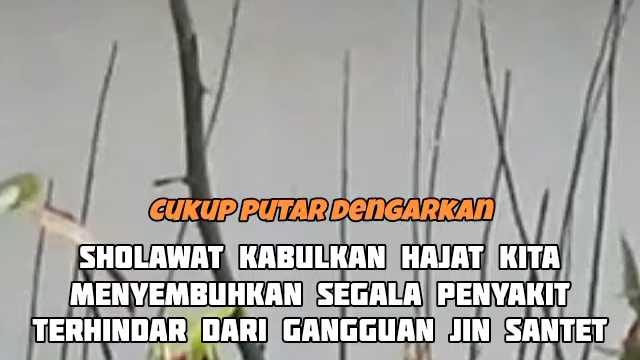 CUKUP PUTAR DENGARKAN
SHOLAWAT KABULKAN HAJAT KITA
MENYEMBUHKAN SEGALA PENYAKIT
TERHINDAR DARI GANGGUAN JIN SANTET